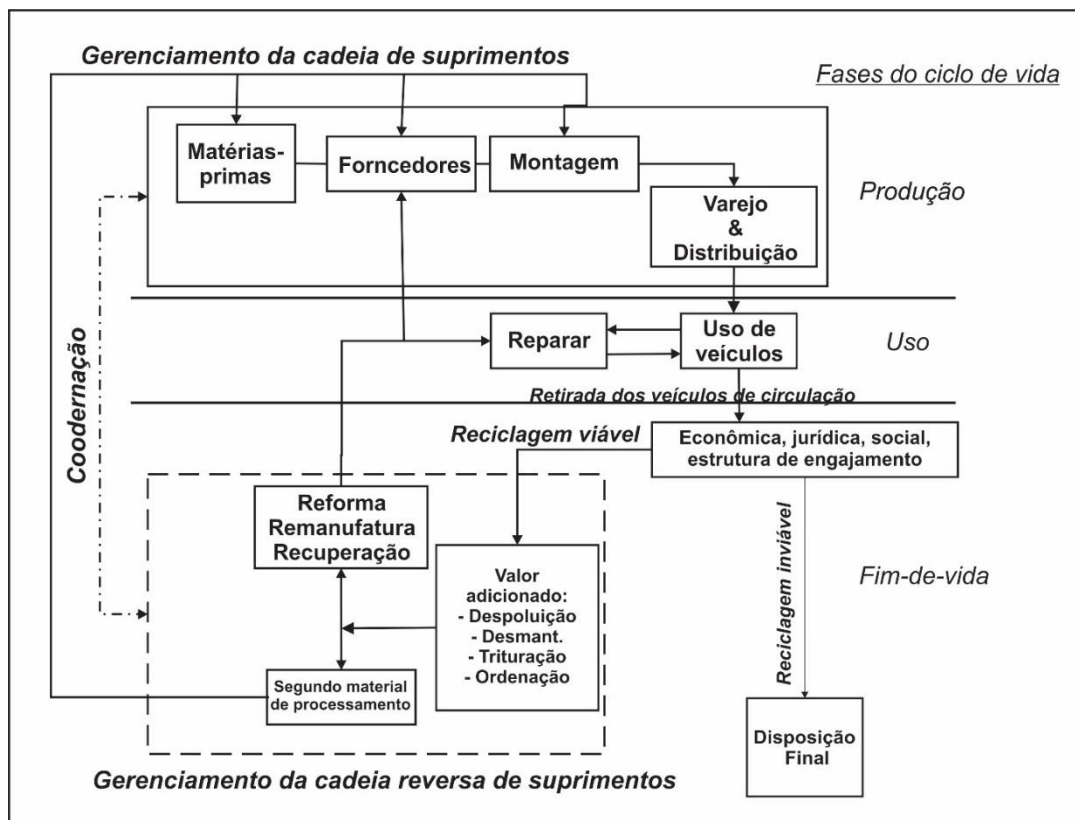 Gerenciamento da cadeia de suprimentos
Fases do ciclo de vida
Matérias-
primas
Forncedores
Montagem
Varejo
&
Distribuição
Produção
Coodernação
Reparar
Uso de
veículos
Uso
Retirada dos veículos de circulação
Reciclagem viável
Econômica, jurídica, social,
estrutura de engajamento
Reforma
Remanufatura
Recuperação
Valor
adicionado:
- Despoluição
- Desmant.
- Trituração
- Ordenação
Reciclagem inviável
Fim-de-vida
Segundo material
de processamento
Disposição
Final
Gerenciamento da cadeia reversa de suprimentos